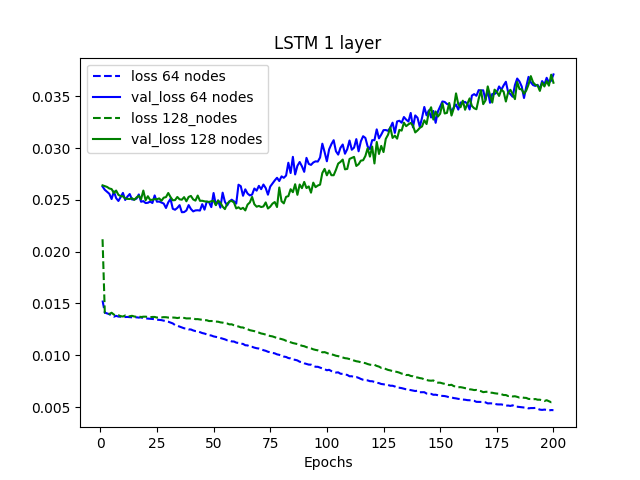 LSTM 1 layer
loss 64 nodes
val_loss 64 nodes
loss 128_nodes
val_loss 128 nodes
0.035
0.030
0.025
0.020
0.015
0.010
0.005
0 25 50 75 100 125 150 175 200
Epochs